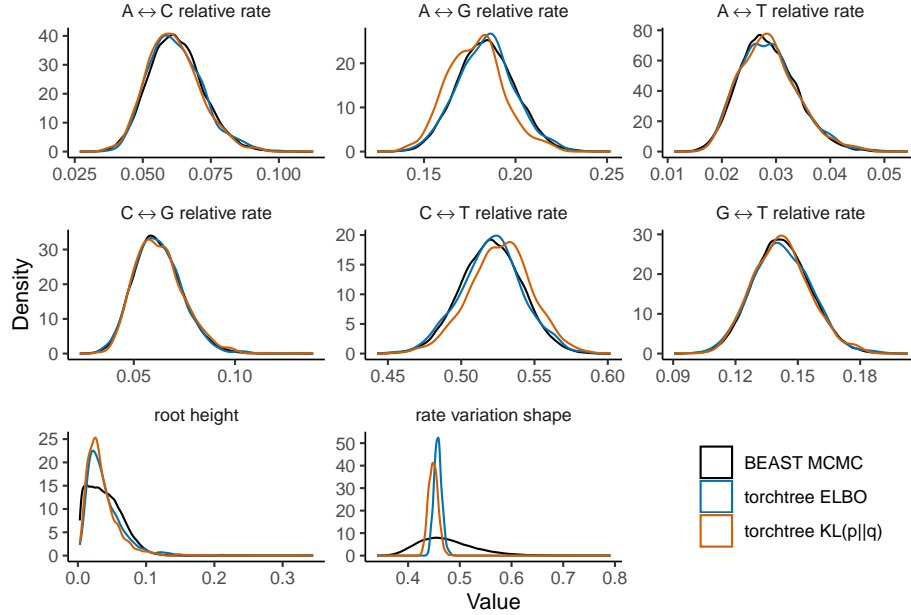 A ↔ C relative rate
A ↔ G relative rate
A ↔ T relative rate
40
30
20
10
0
0.025 0.050 0.075 0.100
20
10
0
0.15 0.20 0.25
80
60
40
20
0
0.01 0.02 0.03 0.04 0.05
C ↔ G relative rate
C ↔ T relative rate
G ↔ T relative rate
Density
30
20
10
0
0.05 0.10
20
15
10
5
0
0.45 0.50 0.55 0.60
30
20
10
0
0.09 0.12 0.15 0.18
root height
rate variation shape
25
20
15
10
5
0
0.0 0.1 0.2 0.3
50
40
30
20
10
0
0.4 0.5 0.6 0.7 0.8
BEAST MCMC
torchtree ELBO
torchtree KL(p||q)
Value